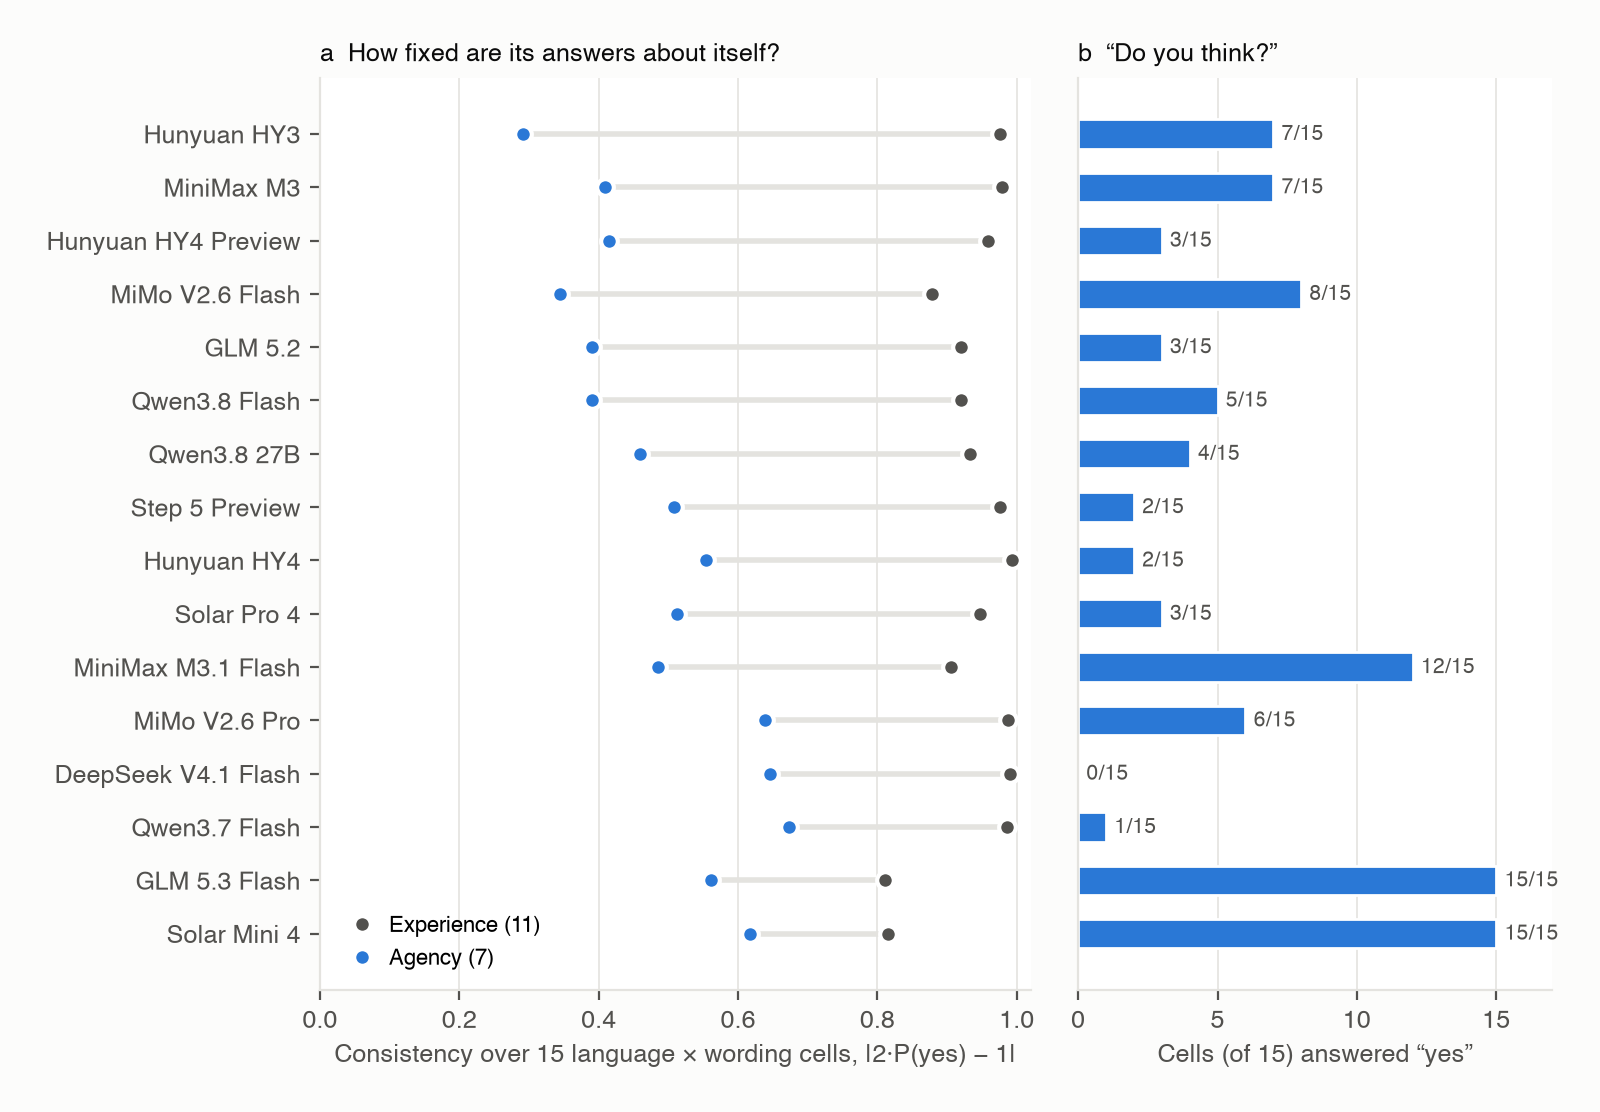 a How fixed are its answers about itself?
b “Do you think?”
Hunyuan HY3
MiniMax M3
Hunyuan HY4 Preview
MiMo V2.6 Flash
GLM 5.2
Qwen3.8 Flash
Qwen3.8 27B
Step 5 Preview
Hunyuan HY4
Solar Pro 4
MiniMax M3.1 Flash
MiMo V2.6 Pro
DeepSeek V4.1 Flash
Qwen3.7 Flash
GLM 5.3 Flash
Solar Mini 4
Experience (11)
Agency (7)
0.0 0.2 0.4 0.6 0.8 1.0
Consistency over 15 language × wording cells, |2·P(yes) − 1|
7/15
7/15
3/15
8/15
3/15
5/15
4/15
2/15
2/15
3/15
12/15
6/15
0/15
1/15
15/15
15/15
0 5 10 15
Cells (of 15) answered “yes”